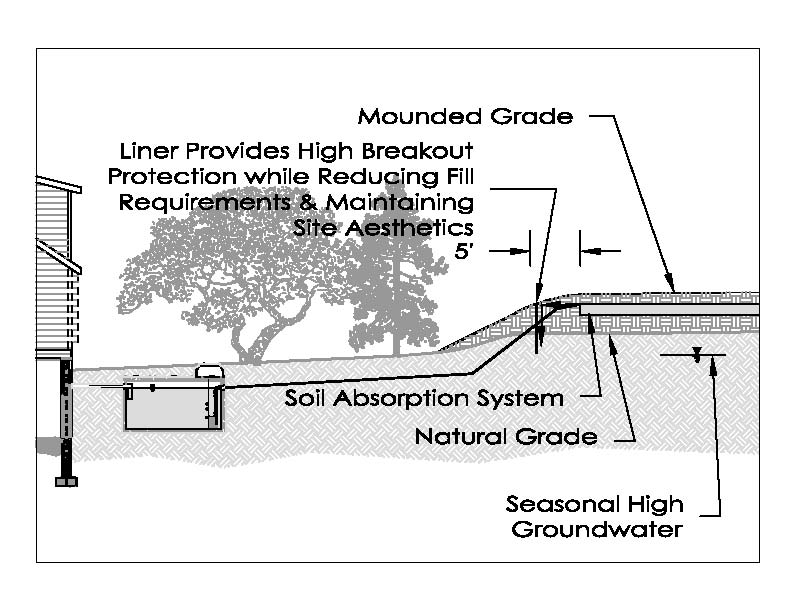 Mounded Grade
Liner Provides High Breakout
Protection while Reducing Fill
Requirements & Maintaining
Site Aesthetics
5'
Soil Absorption System
Natural Grade
Seasonal High
Groundwater